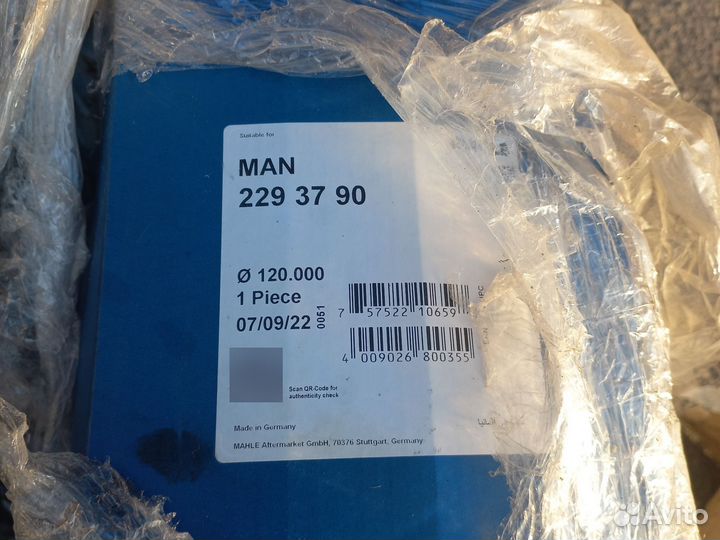 Suitable for
MAN
229 37 90
Ø 120.000
1 Piece
07/09/22
0051
7 57522 10659
4 009026 800355
Scan QR-Code for
authenticity check
Made in Germany
MAHLE Aftermarket GmbH, 70376 Stuttgart, Germany
Avito